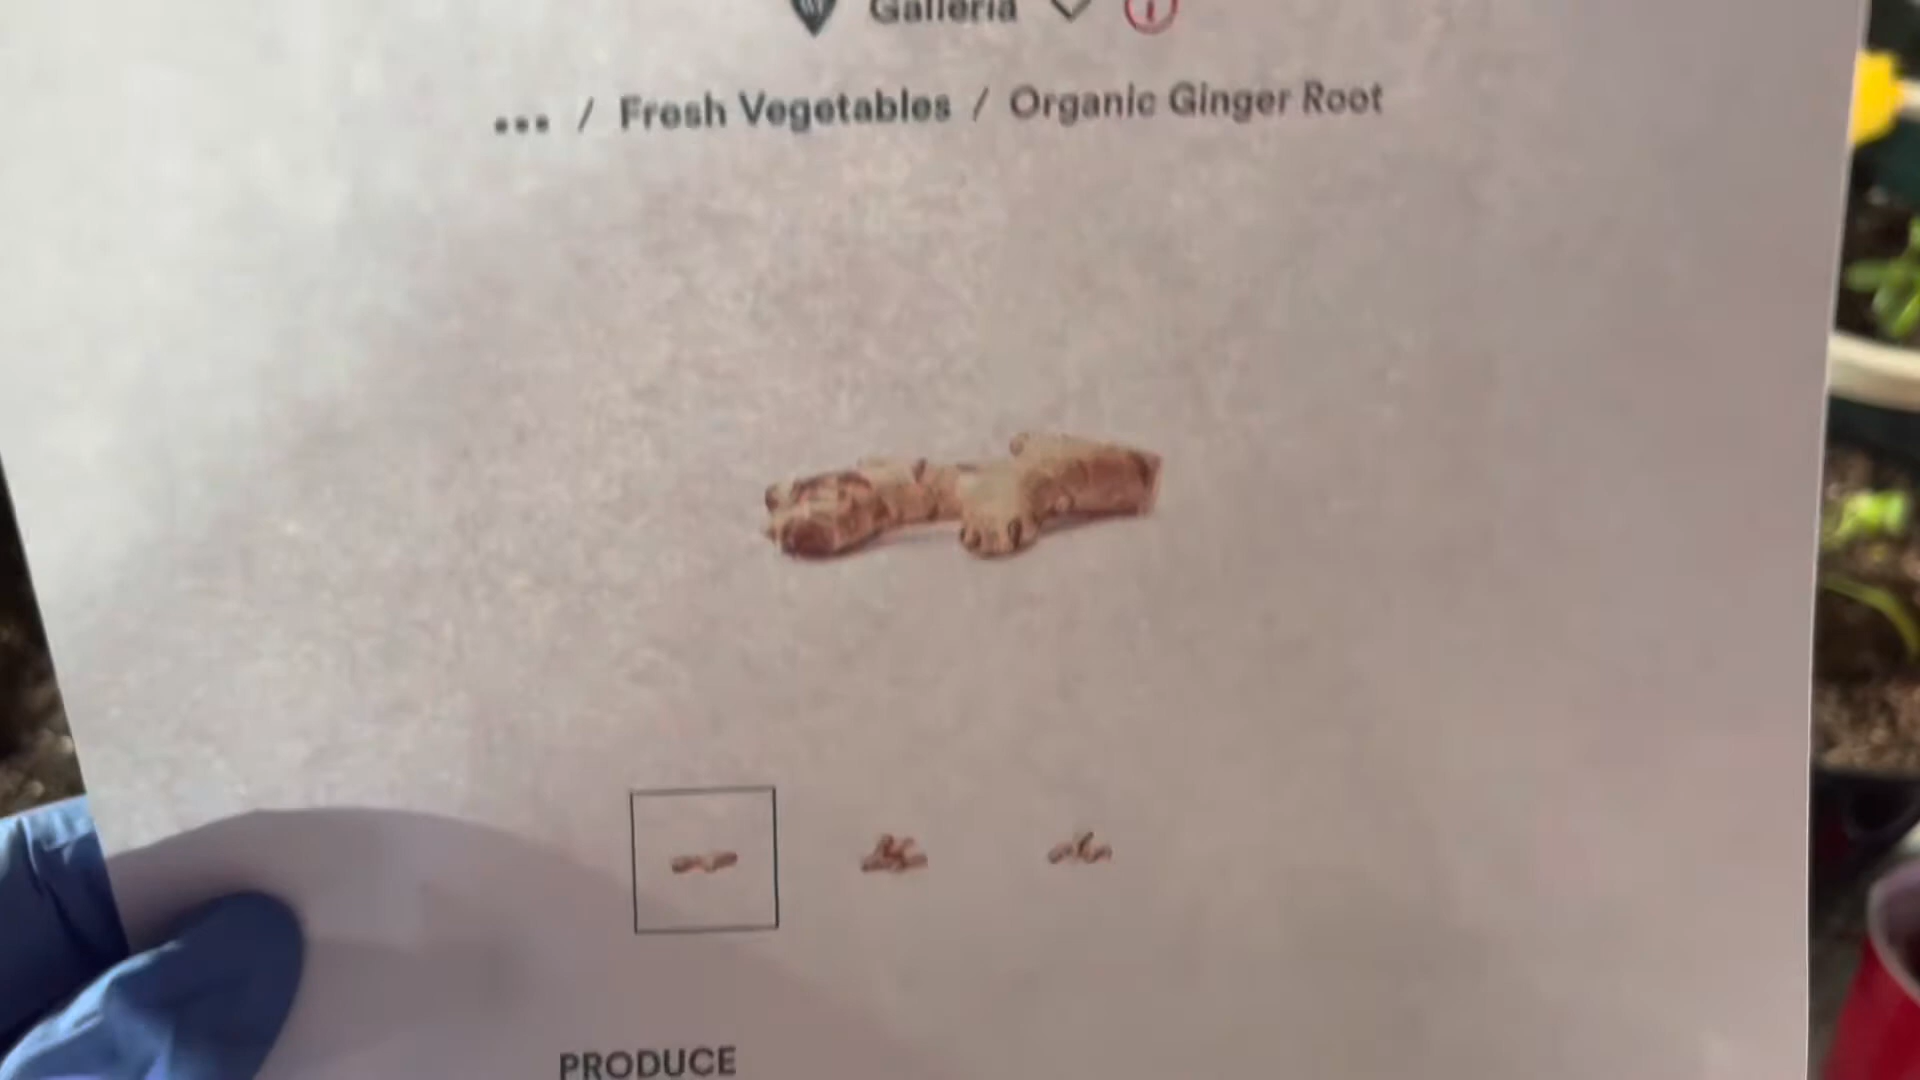 Galleria
... / Fresh Vegetables / Organic Ginger Root
PRODUCE